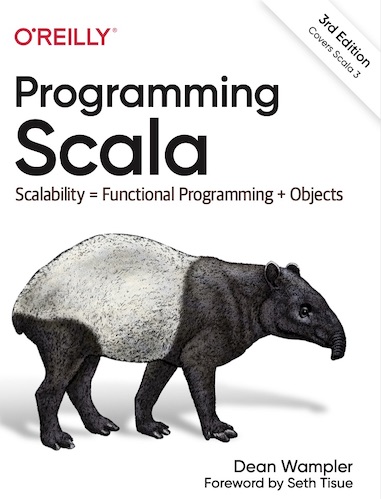 O'REILLY®
3rd Edition
Covers Scala 3
Programming
Scala
Scalability = Functional Programming + Objects
Dean Wampler
Foreword by Seth Tisue